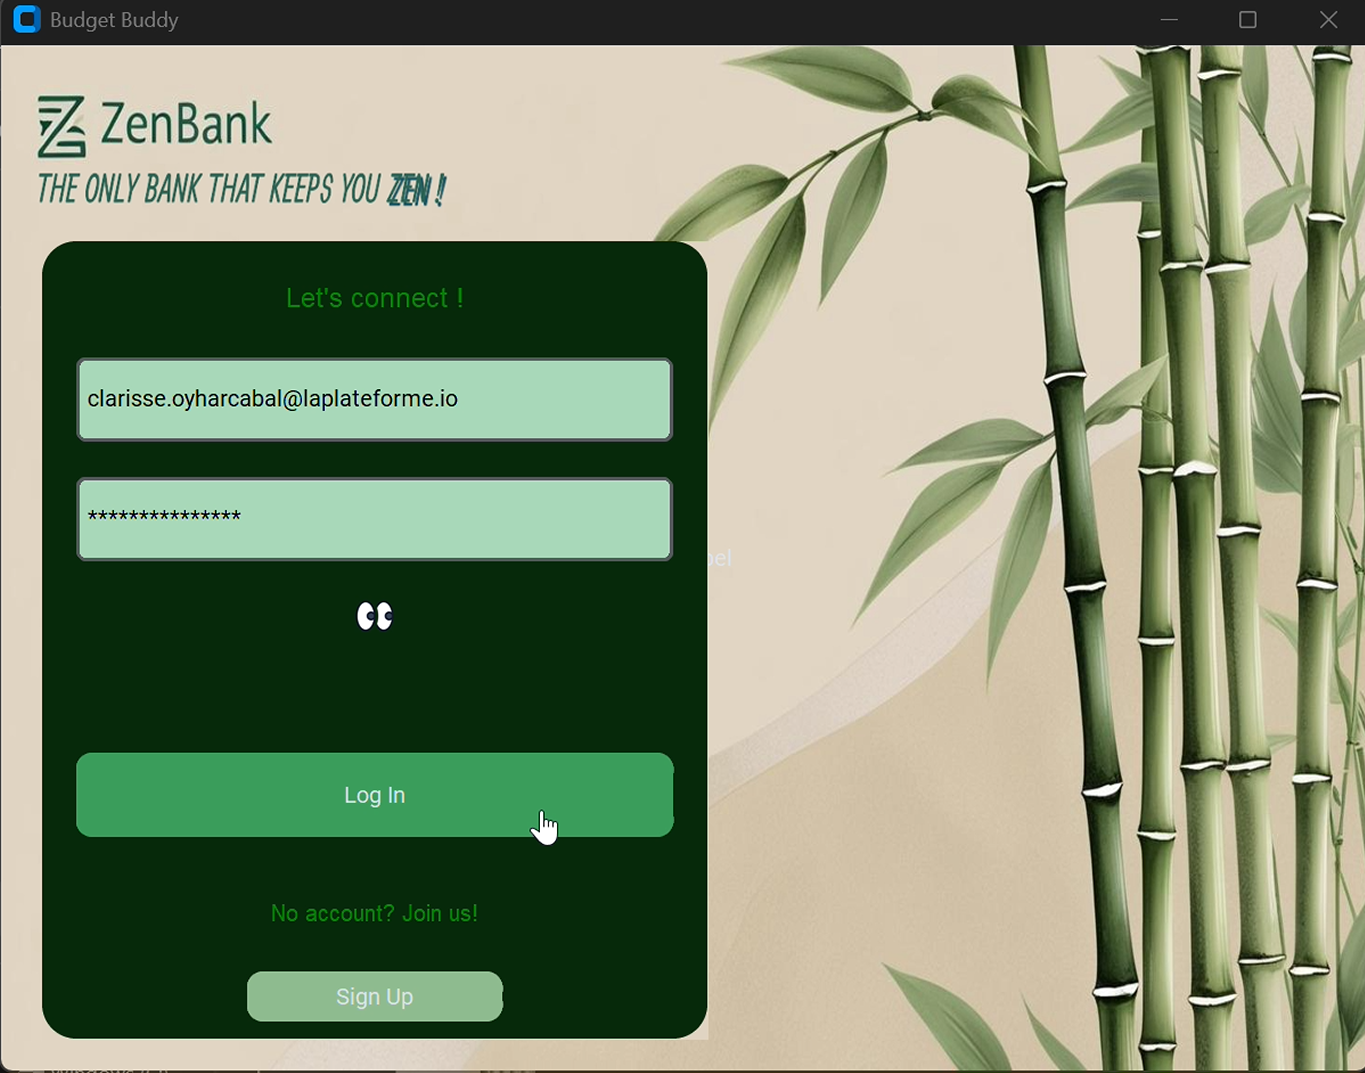 Budget Buddy
ZenBank
THE ONLY BANK THAT KEEPS YOU ZEN !
Let's connect !
clarisse.oyharcabal@laplateforme.io
***************
Log In
No account? Join us!
Sign Up